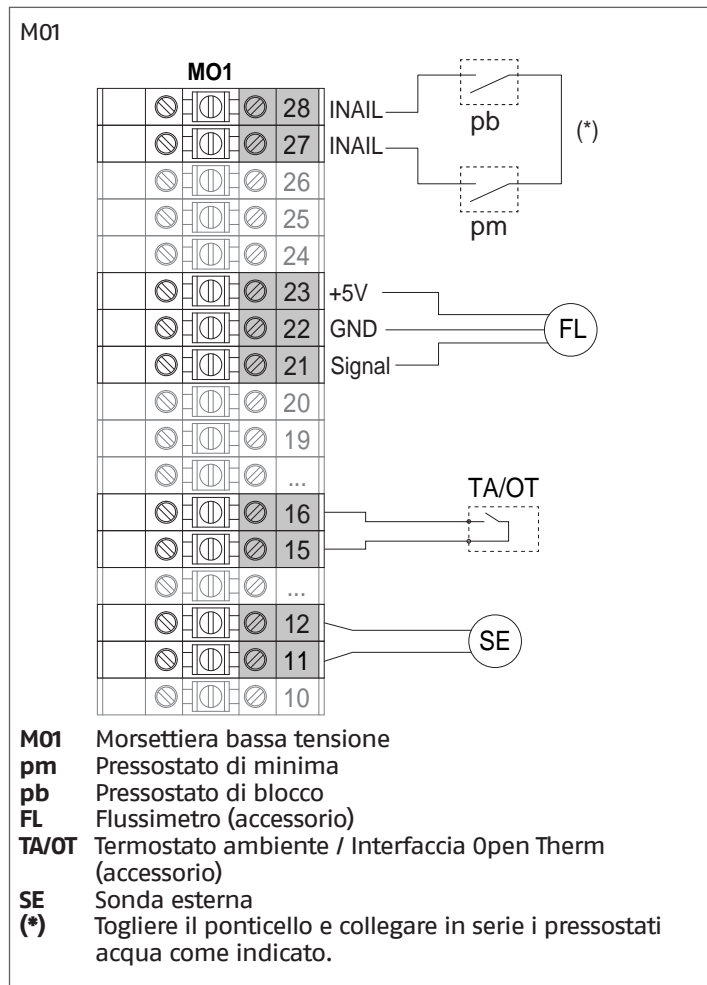 M01
MO1
28 INAIL
pb
(*)
27 INAIL
26
25
pm
24
23 +5V
22 GND
FL
21 Signal
20
19
...
TA/OT
16
15
...
12
SE
11
10
M01 Morsettiera bassa tensione
pm Pressostato di minima
pb Pressostato di blocco
FL Flussimetro (accessorio)
TA/OT Termostato ambiente / Interfaccia 0pen Therm
(accessorio)
SE Sonda esterna
(*) Togliere il ponticello e collegare in serie i pressostati
acqua come indicato.